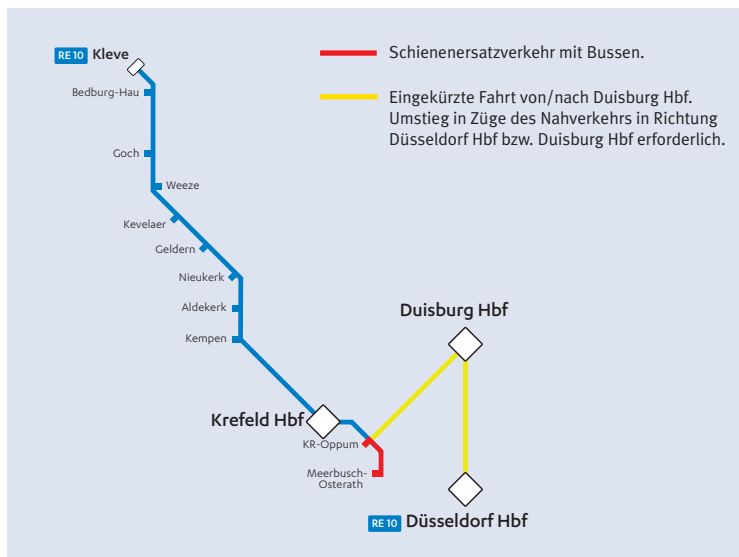 RE 10 Kleve
Bedburg-Hau
Goch
Weeze
Kevelaer
Geldern
Nieukerk
Aldekerk
Kempen
Krefeld Hbf
KR-Oppum
Meerbusch-
Osterath
Duisburg Hbf
RE 10 Düsseldorf Hbf
Schienenersatzverkehr mit Bussen.
Eingekürzte Fahrt von/nach Duisburg Hbf.
Umstieg in Züge des Nahverkehrs in Richtung
Düsseldorf Hbf bzw. Duisburg Hbf erforderlich.